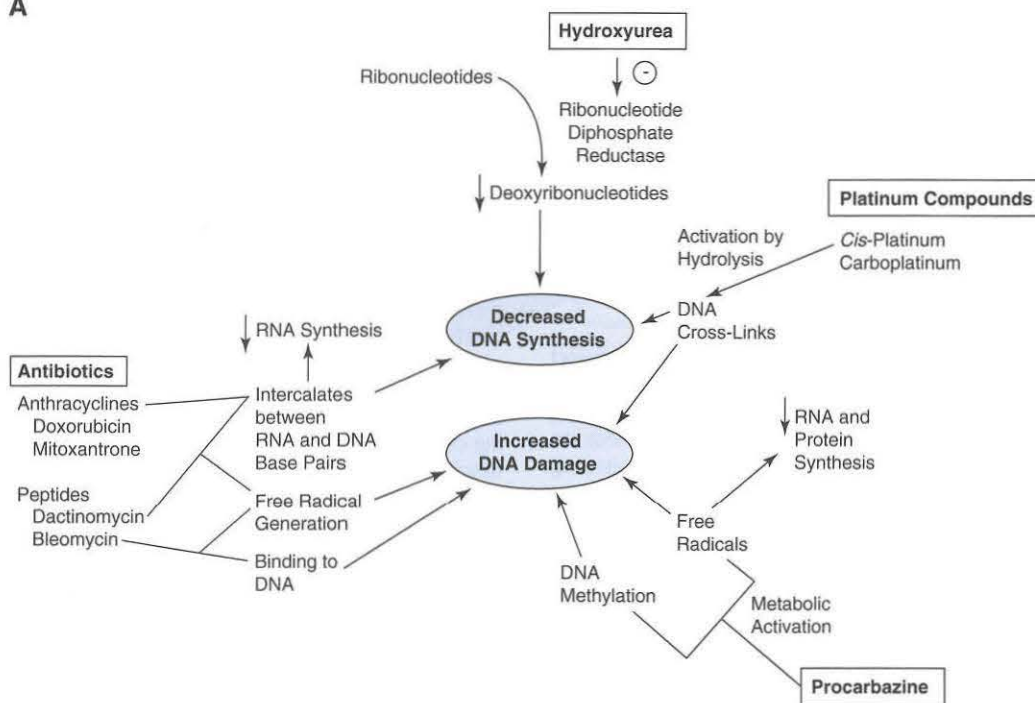 A
Hydroxyurea
-
Ribonucleotides
Ribonucleotide
Diphosphate
Reductase
Deoxyribonucleotides
Platinum Compounds
Activation by
Hydrolysis
Cis-Platinum
Carboplatinum
Decreased
DNA Synthesis
DNA
Cross-Links
RNA Synthesis
Antibiotics
Anthracyclines
Doxorubicin
Mitoxantrone
Intercalates
between
RNA and DNA
Base Pairs
Increased
DNA Damage
RNA and
Protein
Synthesis
Peptides
Dactinomycin
Bleomycin
Free Radical
Generation
Binding to
DNA
Free
Radicals
DNA
Methylation
Metabolic
Activation
Procarbazine